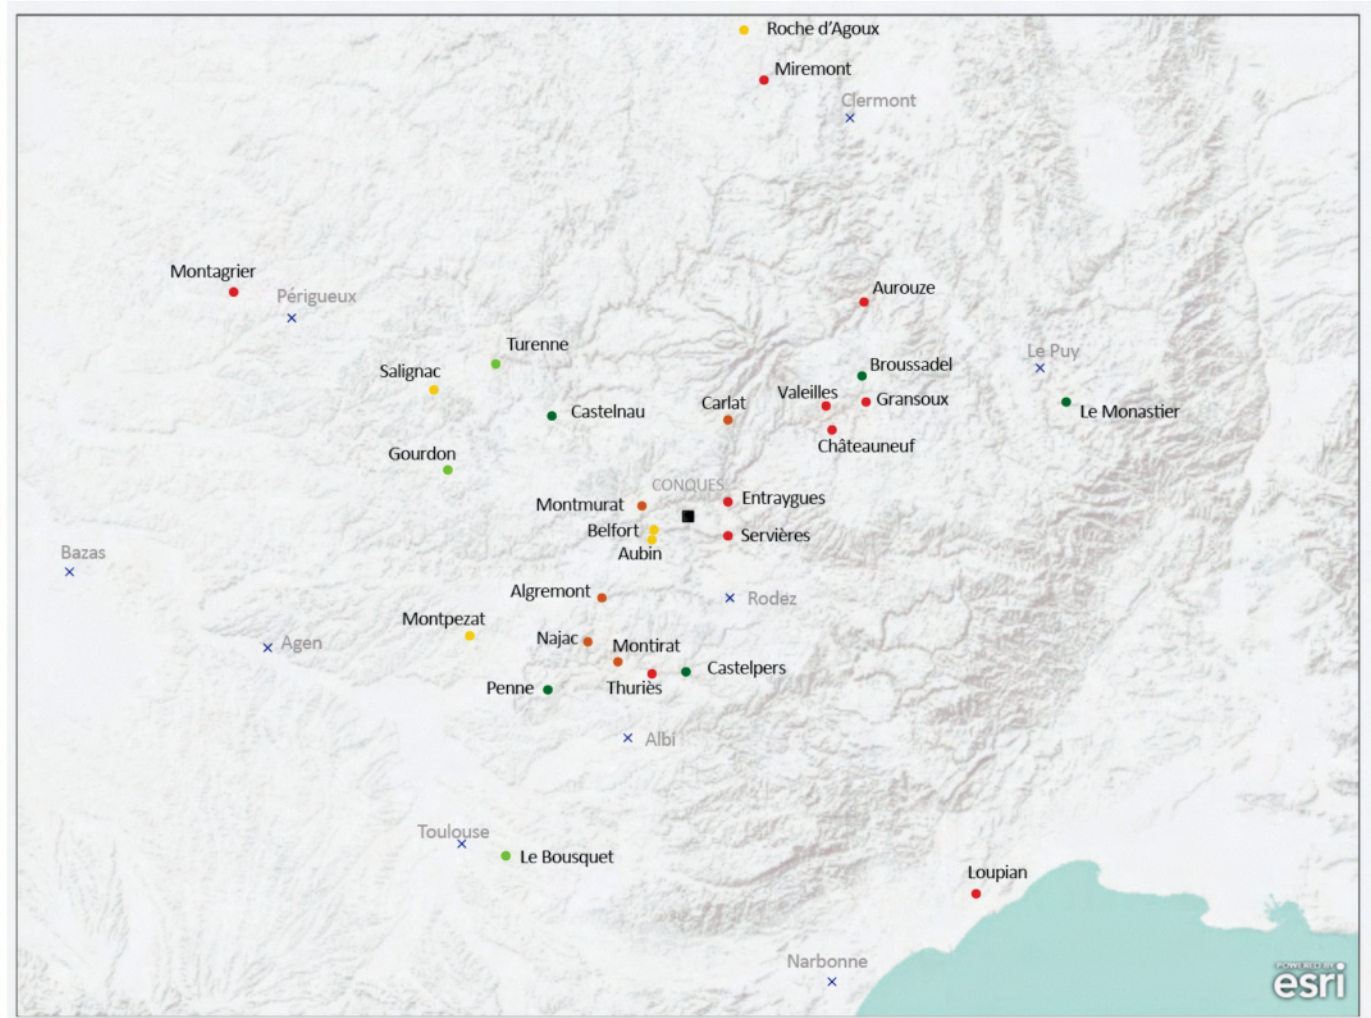 Roche d'Agoux
Miremont
Clermont
Montagrier
Périgueux
Aurouze
Turenne
Le Puy
Salignac
Broussadel
Valeilles
Gransoux
Carlat
Castelnau
Le Monastier
Châteauneuf
Gourdon
CONQUES
Entraygues
Montmurat
Belfort
Servières
Aubin
Bazas
Algremont
Rodez
Montpezat
Agen
Najac
Montirat
Castelpers
Penne
Thuriès
Albi
Toulouse
Le Bousquet
Loupian
Narbonne
POWERED BY
esri